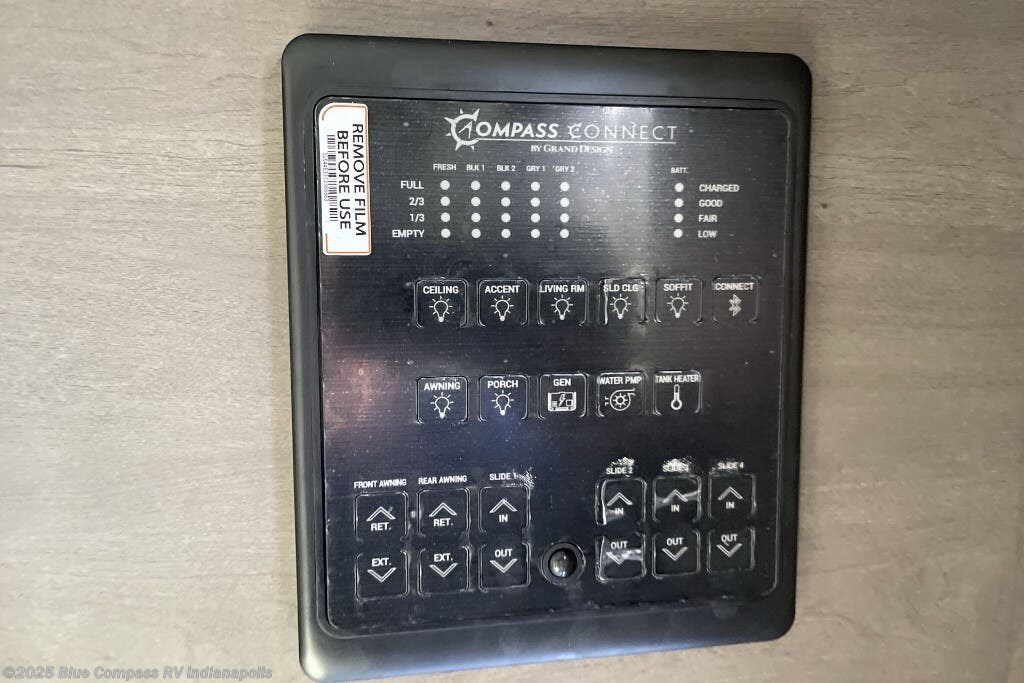 COMPASS CONNECT
BY GRAND DESIGN
REMOVE FILM
BEFORE USE
FRESH BLK 1 BLK 2 GRY 1 GRY 2 BATT.
FULL CHARGED
2/3 GOOD
1/3 FAIR
EMPTY LOW
CEILING ACCENT LIVING RM SLD CLG SOFFIT CONNECT
AWNING PORCH GEN WATER PMP TANK HEATER
FRONT AWNING REAR AWNING SLIDE 1 SLIDE 2 SLIDE 4
RET. RET. IN IN IN IN
EXT. EXT. OUT OUT OUT OUT
©2025 Blue Compass RV Indianapolis